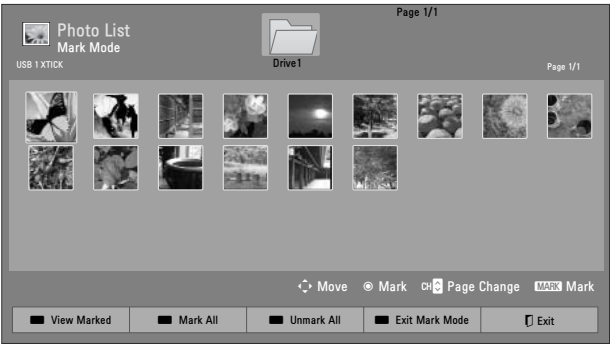 Page 1/1
Photo List
Mark Mode
USB 1 XTICK
Drive1
Page 1/1
Move Mark CH Page Change MARK Mark
View Marked Mark All Unmark All Exit Mark Mode Exit